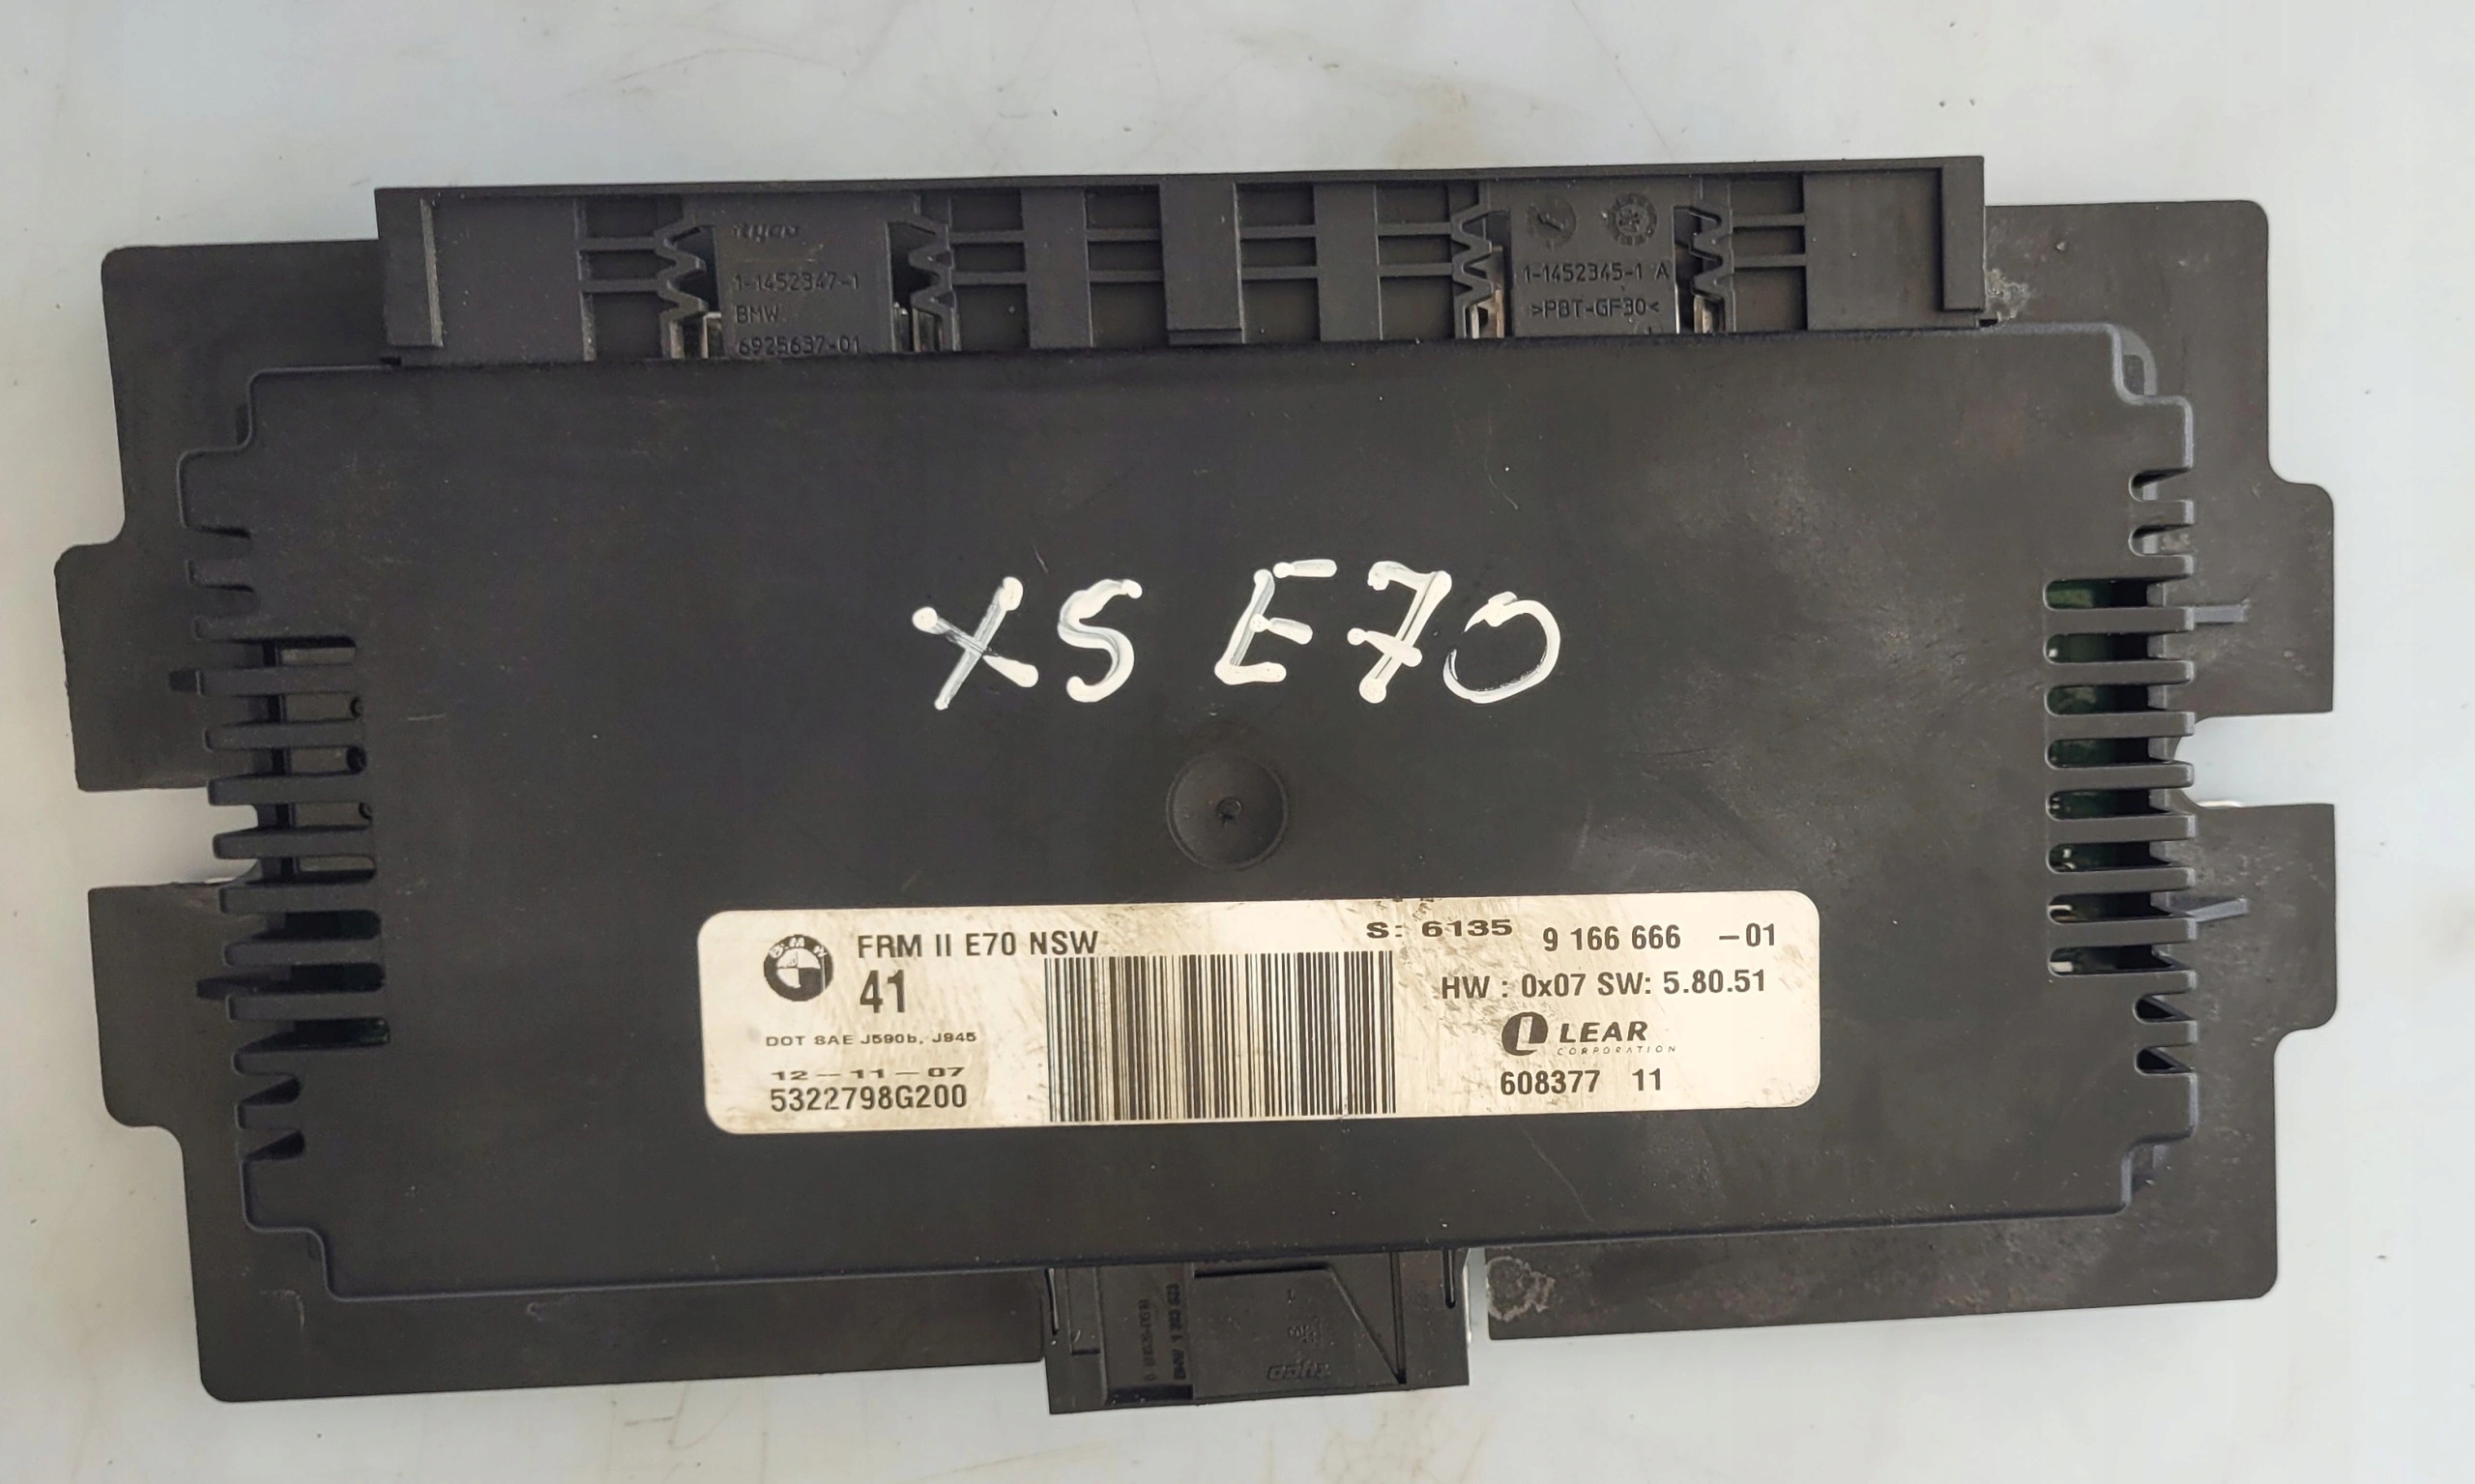 tyco
1-1452347-1
BMW
6925637-01
1-1452345-1 A
>PBT-GF30<
X5 E70
BMW
FRM II E70 NSW
41
S: 6135 9 166 666 -01
HW : 0x07 SW: 5.80.51
DOT SAE J590b, J945
LEAR
CORPORATION
12-11-07
5322798G200
608377 11
tyco